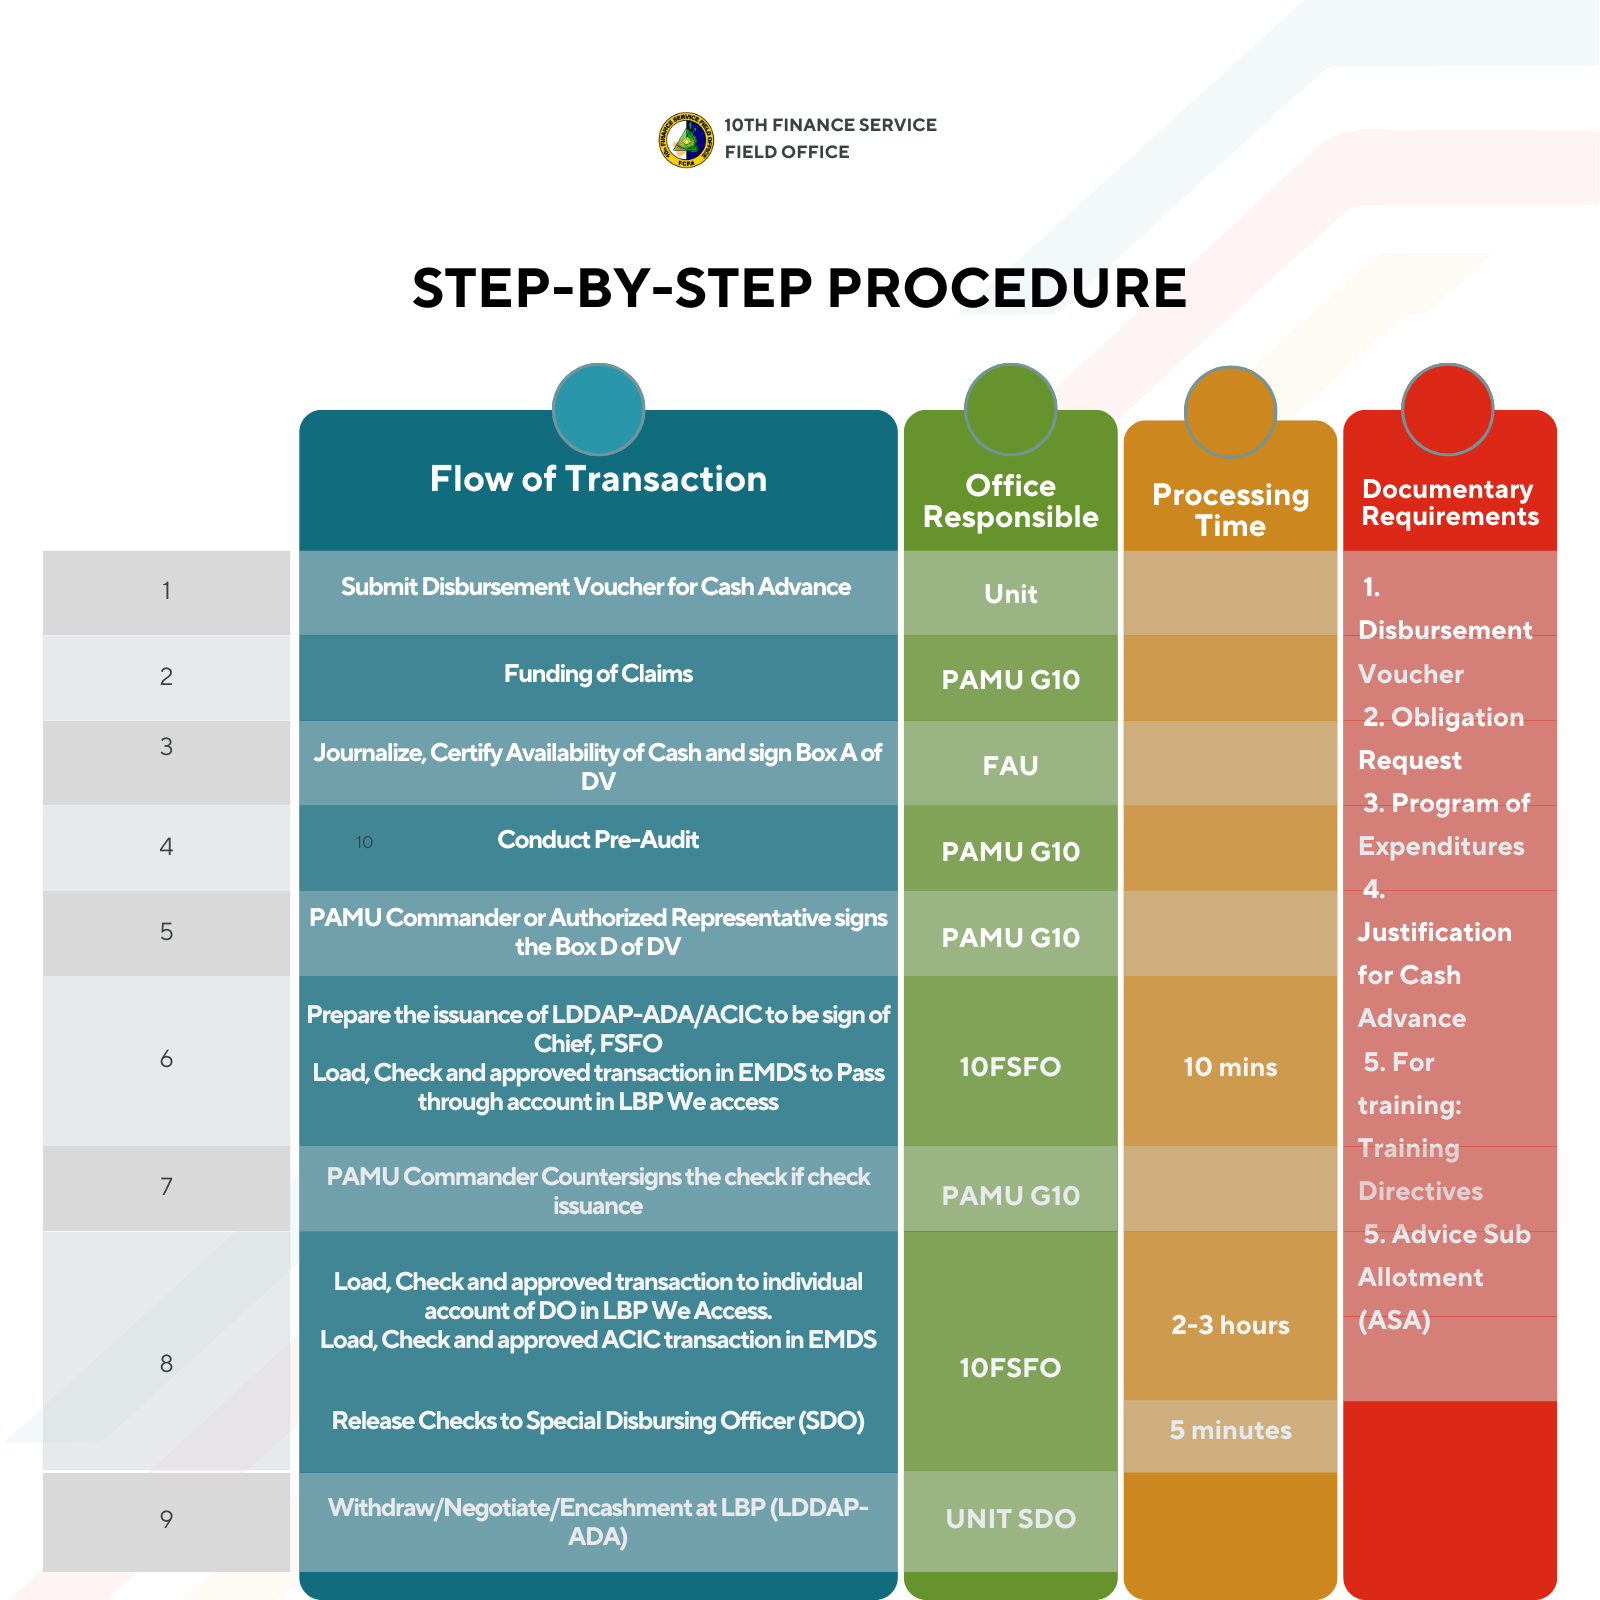 10TH FINANCE SERVICE
FIELD OFFICE
STEP-BY-STEP PROCEDURE
Flow of Transaction
Office
Responsible
Processing
Time
Documentary
Requirements
1
Submit Disbursement Voucher for Cash Advance
Unit
2
Funding of Claims
PAMU G10
3
Journalize, Certify Availability of Cash and sign Box A of
DV
FAU
4
10
Conduct Pre-Audit
PAMU G10
5
PAMU Commander or Authorized Representative signs
the Box D of DV
PAMU G10
6
Prepare the issuance of LDDAP-ADA/ACIC to be sign of
Chief, FSFO
Load, Check and approved transaction in EMDS to Pass
through account in LBP We access
10FSFO
10 mins
7
PAMU Commander Countersigns the check if check
issuance
PAMU G10
8
Load, Check and approved transaction to individual
account of DO in LBP We Access.
Load, Check and approved ACIC transaction in EMDS
Release Checks to Special Disbursing Officer (SDO)
10FSFO
2-3 hours
5 minutes
9
Withdraw/Negotiate/Encashment at LBP (LDDAP-
ADA)
UNIT SDO
1.
Disbursement
Voucher
2. Obligation
Request
3. Program of
Expenditures
4.
Justification
for Cash
Advance
5. For
training:
Training
Directives
5. Advice Sub
Allotment
(ASA)